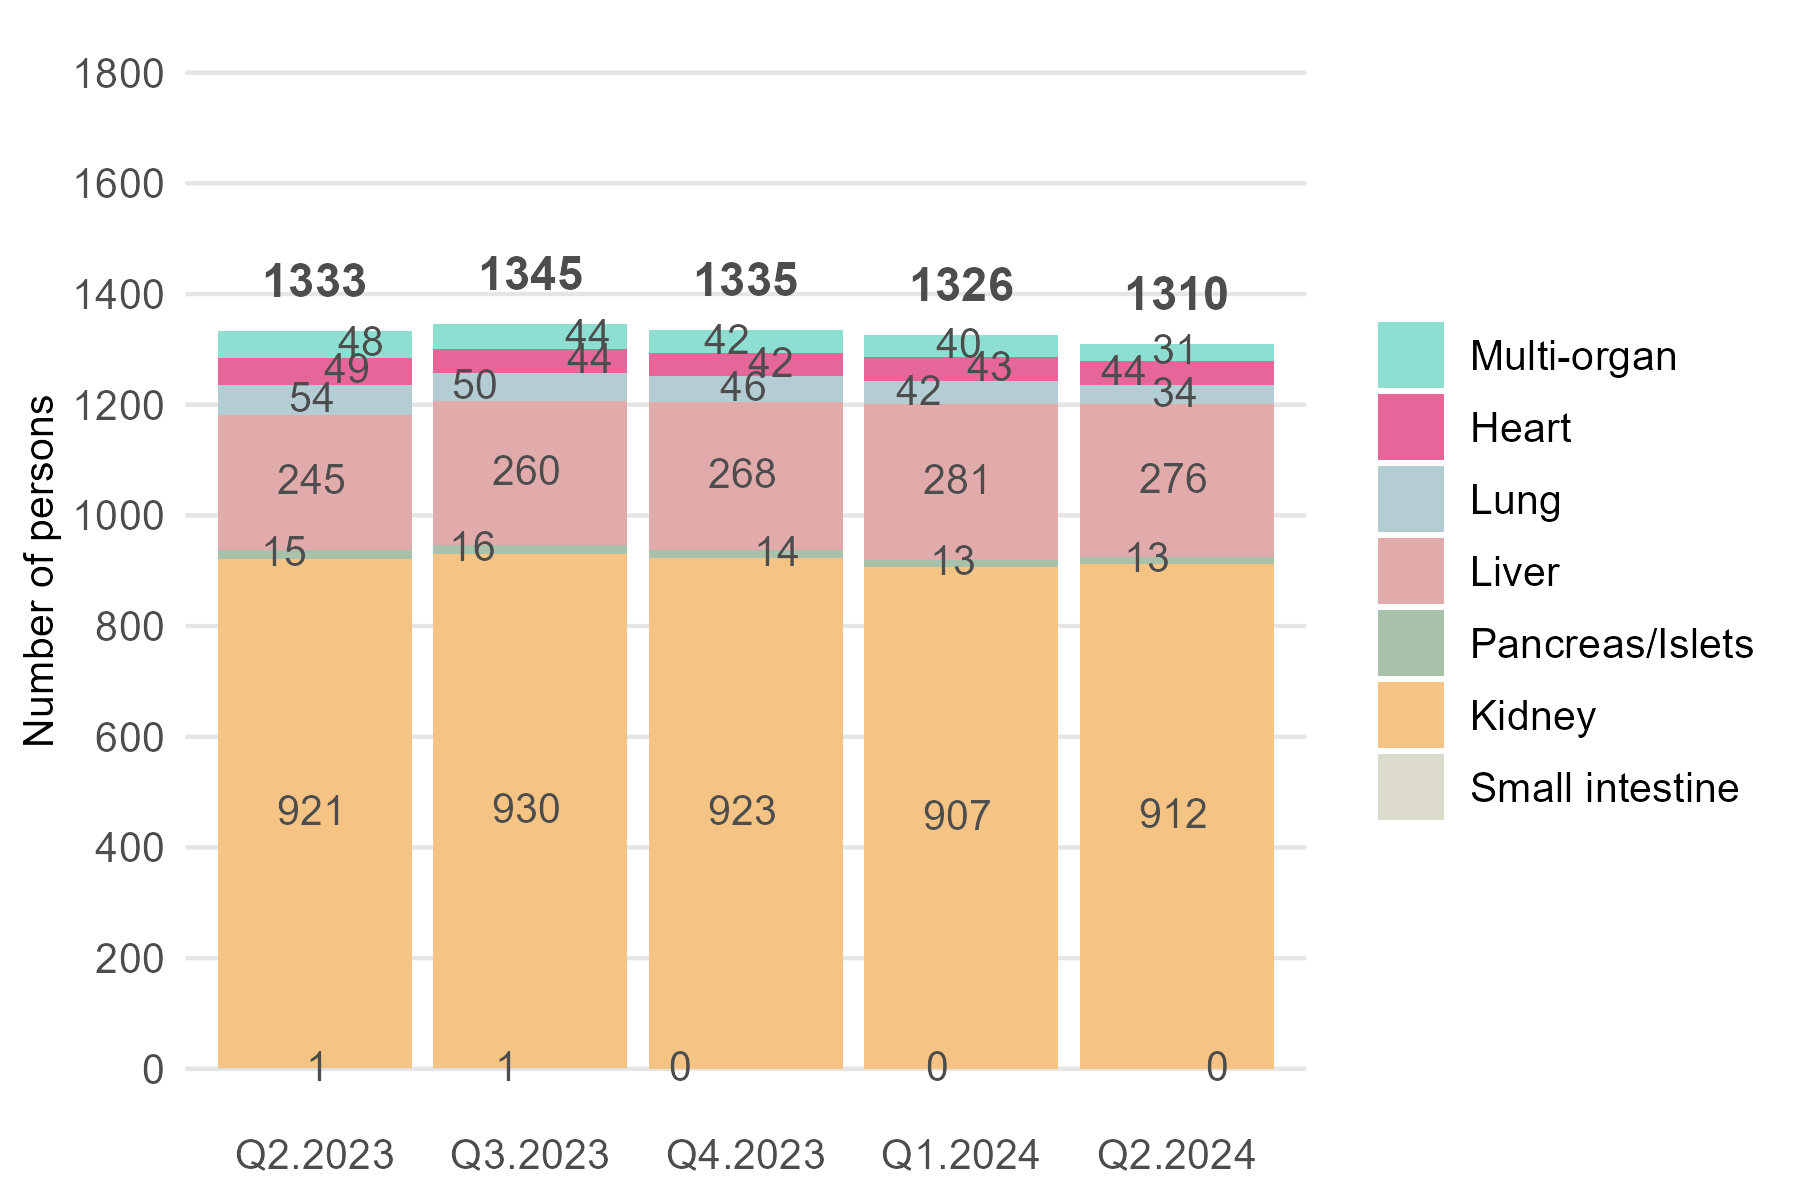 1800
1600
1400
1200
1000
800
600
400
200
0
Number of persons
1333 1345 1335 1326 1310
48 44 42 40 31
49 44 42 43 44
54 50 46 42 34
245 260 268 281 276
15 16 14 13 13
921 930 923 907 912
1 1 0 0 0
Q2.2023 Q3.2023 Q4.2023 Q1.2024 Q2.2024
Multi-organ
Heart
Lung
Liver
Pancreas/Islets
Kidney
Small intestine